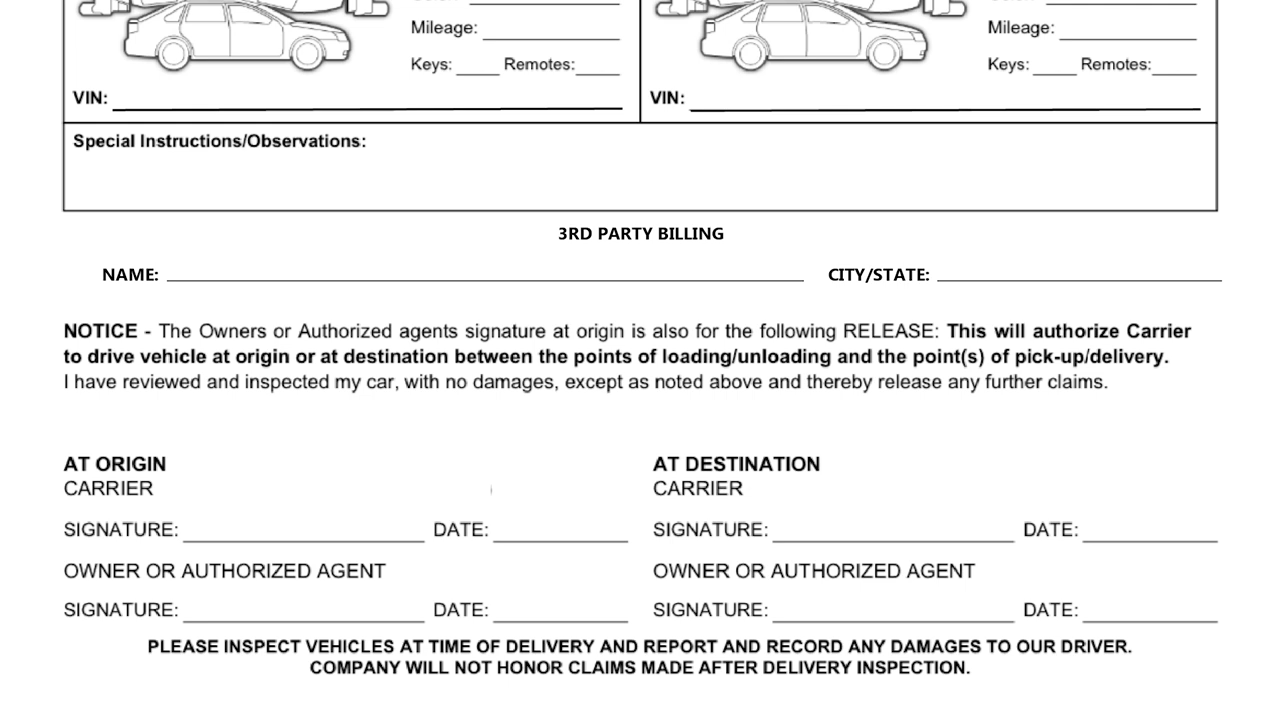 Mileage: Mileage:
Keys: Remotes: Keys: Remotes:
VIN: VIN:
Special Instructions/Observations:
3RD PARTY BILLING
NAME: CITY/STATE:
NOTICE - The Owners or Authorized agents signature at origin is also for the following RELEASE: This will authorize Carrier
to drive vehicle at origin or at destination between the points of loading/unloading and the point(s) of pick-up/delivery.
I have reviewed and inspected my car, with no damages, except as noted above and thereby release any further claims.
AT ORIGIN AT DESTINATION
CARRIER CARRIER
SIGNATURE: DATE: SIGNATURE: DATE:
OWNER OR AUTHORIZED AGENT OWNER OR AUTHORIZED AGENT
SIGNATURE: DATE: SIGNATURE: DATE:
PLEASE INSPECT VEHICLES AT TIME OF DELIVERY AND REPORT AND RECORD ANY DAMAGES TO OUR DRIVER.
COMPANY WILL NOT HONOR CLAIMS MADE AFTER DELIVERY INSPECTION.